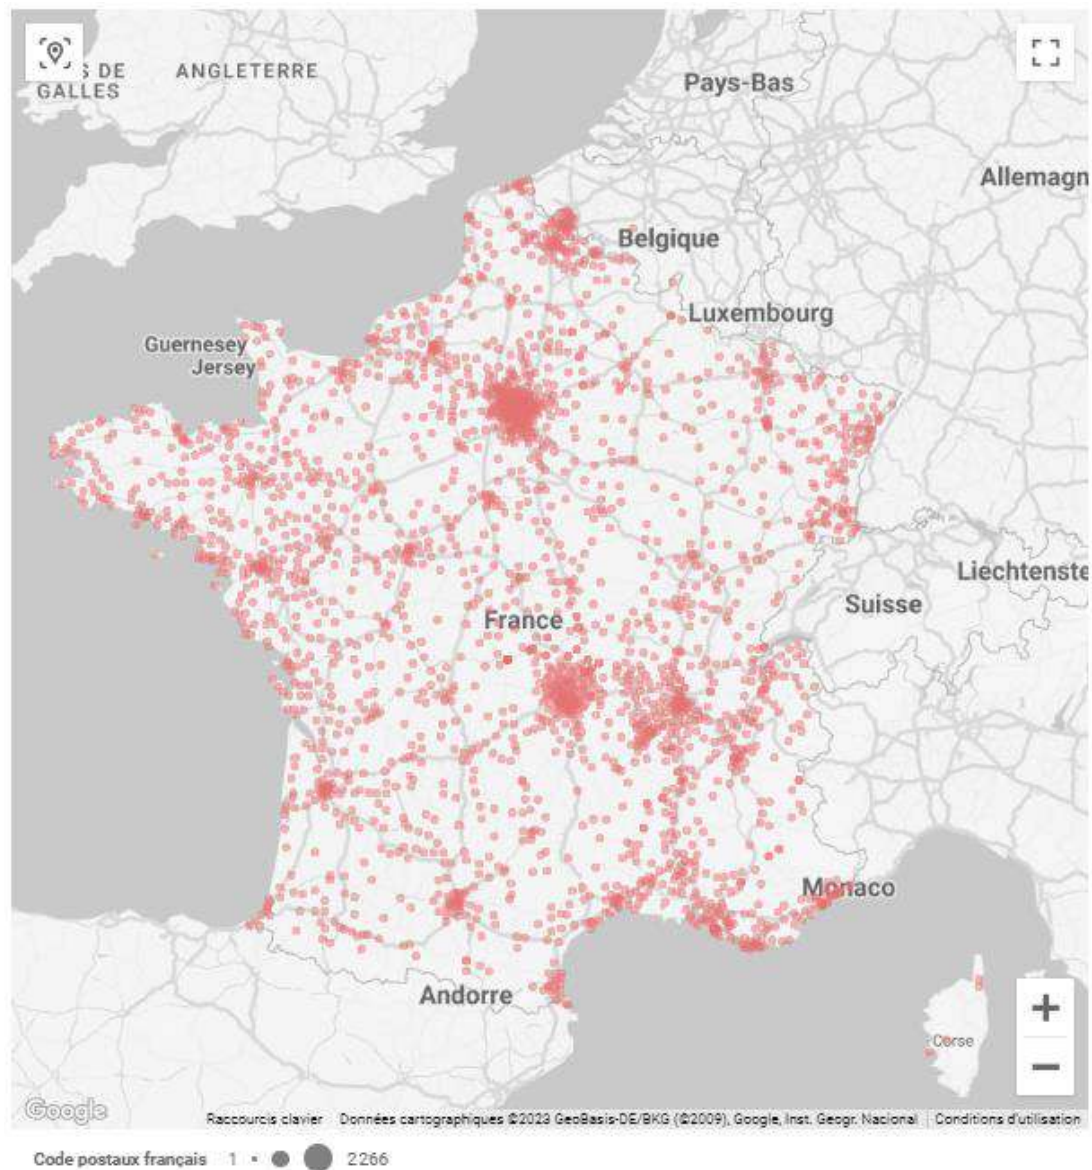 S DE
GALLES
ANGLETERRE
Pays-Bas
Allemagn
Belgique
Luxembourg
Guernesey
Jersey
Liechtenste
Suisse
France
Monaco
Andorre
Corse
Google
Raccourcis clavier Données cartographiques ©2023 GeoBasis-DE/BKG (©2009), Google, Inst. Geogr. Nacional Conditions d'utilisation
Code postaux français 1 2266